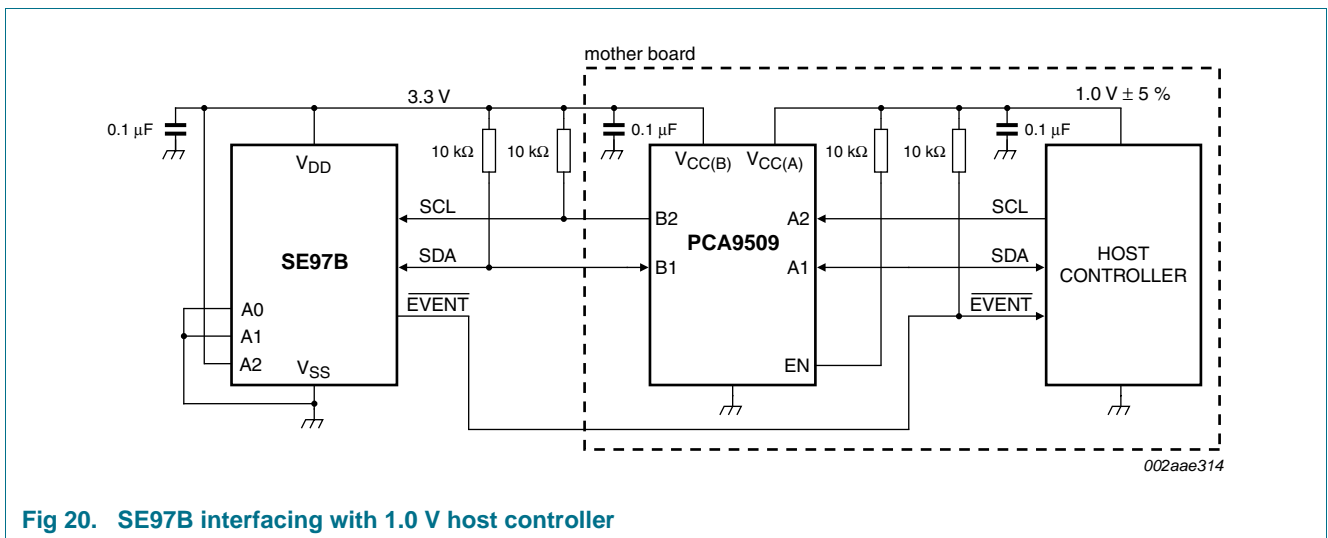 mother board
3.3 V
1.0 V ± 5 %
0.1 μF
10 kΩ
10 kΩ
0.1 μF
10 kΩ
10 kΩ
0.1 μF
VDD
VCC(B)
VCC(A)
SCL
B2
A2
SCL
SE97B
PCA9509
HOST
CONTROLLER
SDA
B1
A1
SDA
A0
EVENT
EVENT
A1
A2
VSS
EN
002aae314
Fig 20. SE97B interfacing with 1.0 V host controller